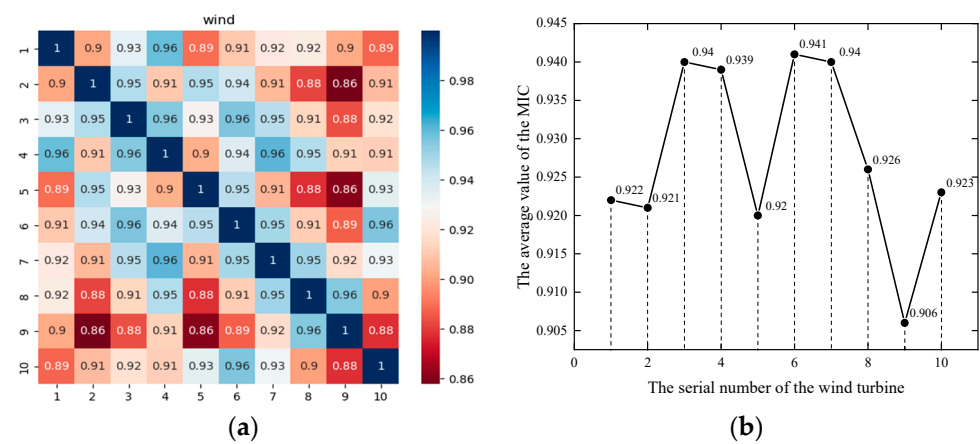 wind
1 1 0.9 0.93 0.96 0.89 0.91 0.92 0.92 0.9 0.89
2 0.9 1 0.95 0.91 0.95 0.94 0.91 0.88 0.86 0.91
3 0.93 0.95 1 0.96 0.93 0.96 0.95 0.91 0.88 0.92
4 0.96 0.91 0.96 1 0.9 0.94 0.96 0.95 0.91 0.91
5 0.89 0.95 0.93 0.9 1 0.95 0.91 0.88 0.86 0.93
6 0.91 0.94 0.96 0.94 0.95 1 0.95 0.91 0.89 0.96
7 0.92 0.91 0.95 0.96 0.91 0.95 1 0.95 0.92 0.93
8 0.92 0.88 0.91 0.95 0.88 0.91 0.95 1 0.96 0.9
9 0.9 0.86 0.88 0.91 0.86 0.89 0.92 0.96 1 0.88
10 0.89 0.91 0.92 0.91 0.93 0.96 0.93 0.9 0.88 1
1 2 3 4 5 6 7 8 9 10
0.98
0.96
0.94
0.92
0.90
0.88
0.86
(a)
The average value of the MIC
0.945
0.940
0.935
0.930
0.925
0.920
0.915
0.910
0.905
0.922
0.921
0.94
0.939
0.92
0.941
0.94
0.926
0.906
0.923
0 2 4 6 8 10
The serial number of the wind turbine
(b)